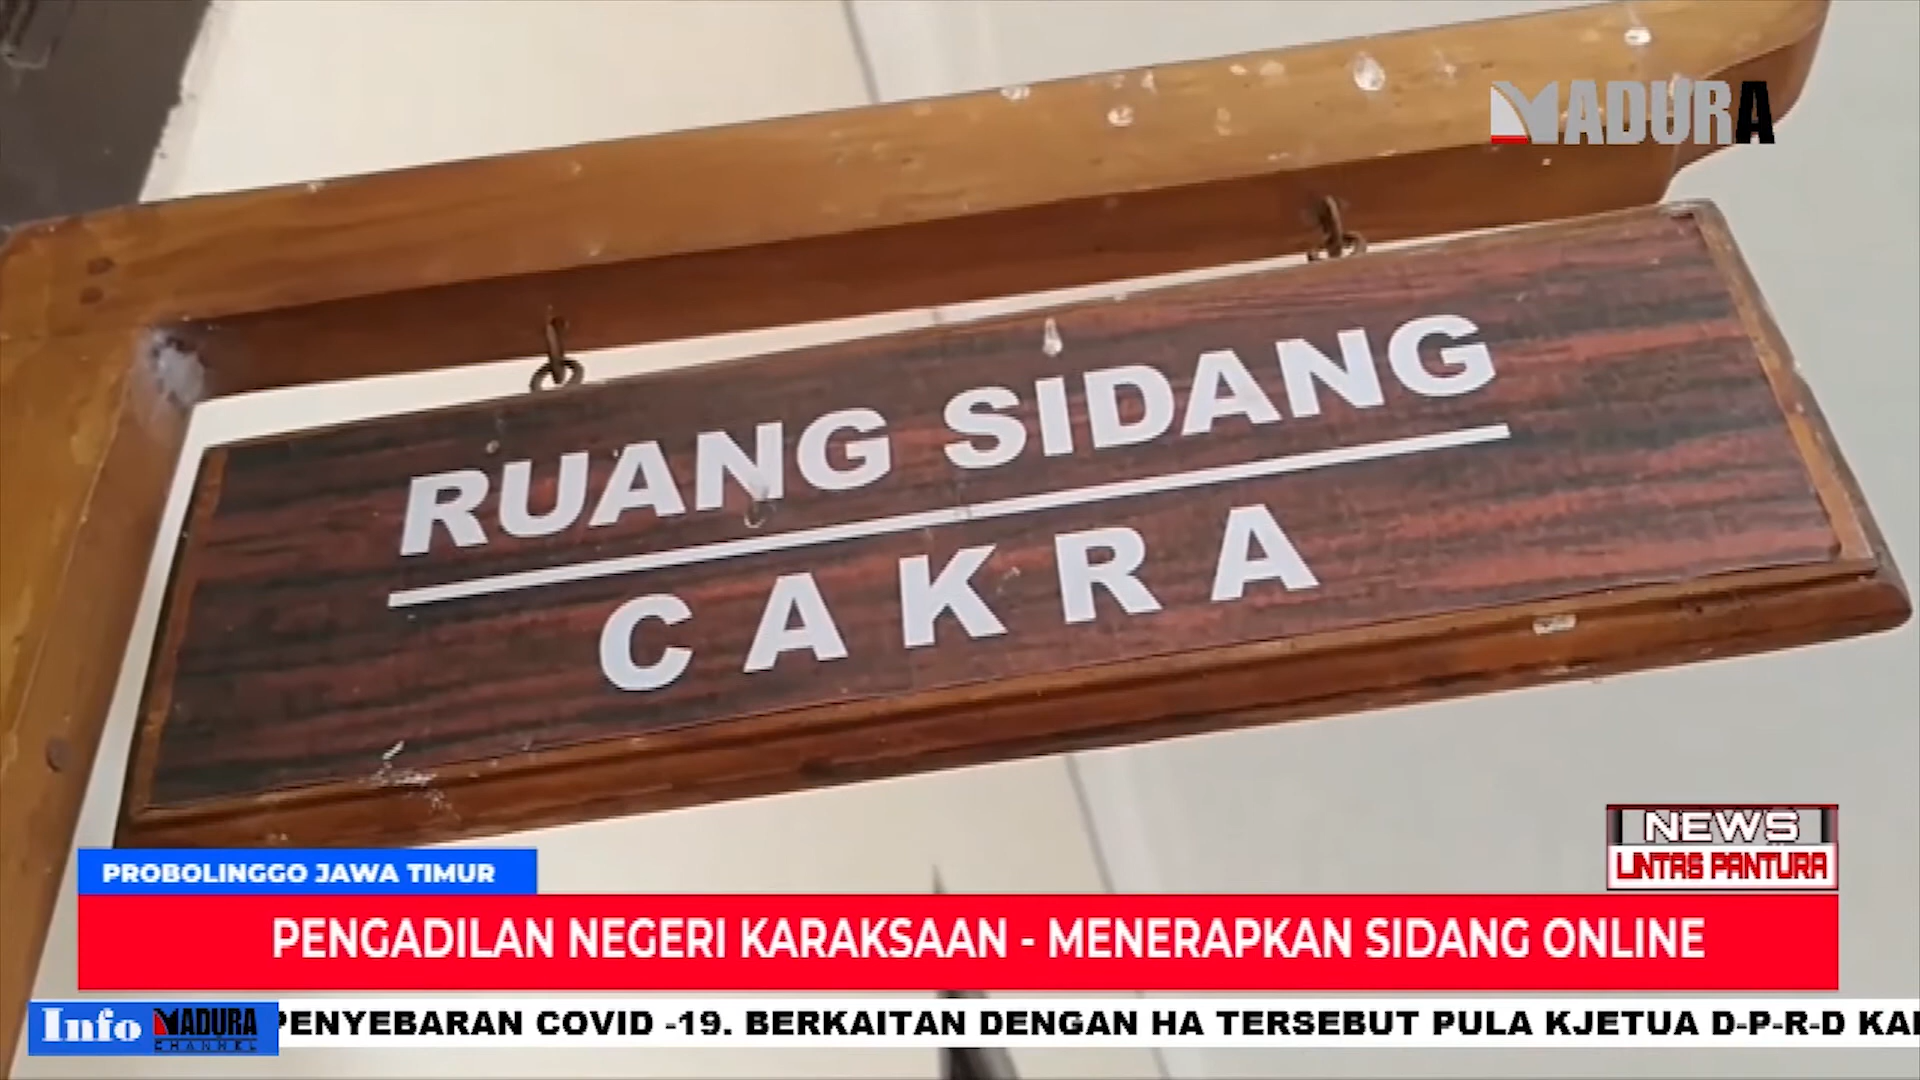 MADURA
RUANG SIDANG
CAKRA
NEWS
LINTAS PANTURA
PROBOLINGGO JAWA TIMUR
PENGADILAN NEGERI KARAKSAAN - MENERAPKAN SIDANG ONLINE
Info MADURA CHANNEL
PENYEBARAN COVID -19. BERKAITAN DENGAN HA TERSEBUT PULA KJETUA D-P-R-D